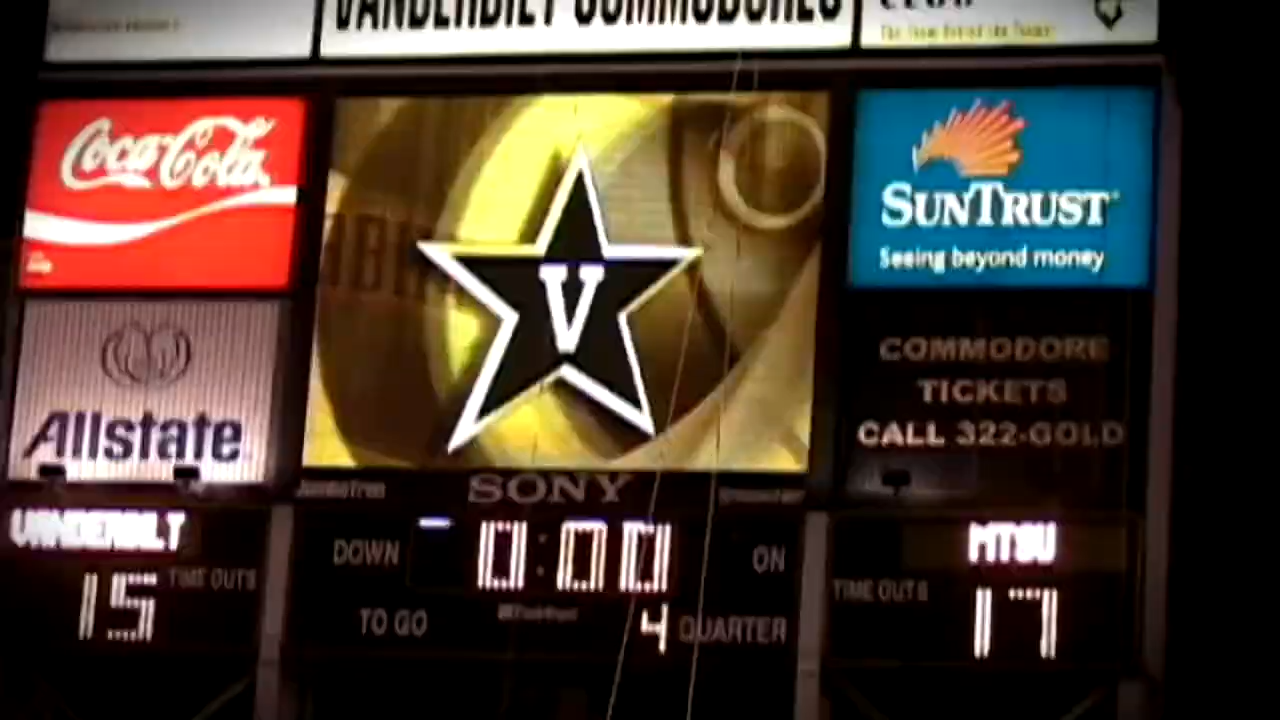 VANDERBILT COMMODORES
Coca-Cola
SUNTRUST
Seeing beyond money
V
Allstate
COMMODORE
TICKETS
CALL 322-GOLD
JumboTron
SONY
VANDERBILT
MTSU
DOWN
0:00
ON
TIME OUTS
15
TIME OUTS
17
TO GO
4 QUARTER